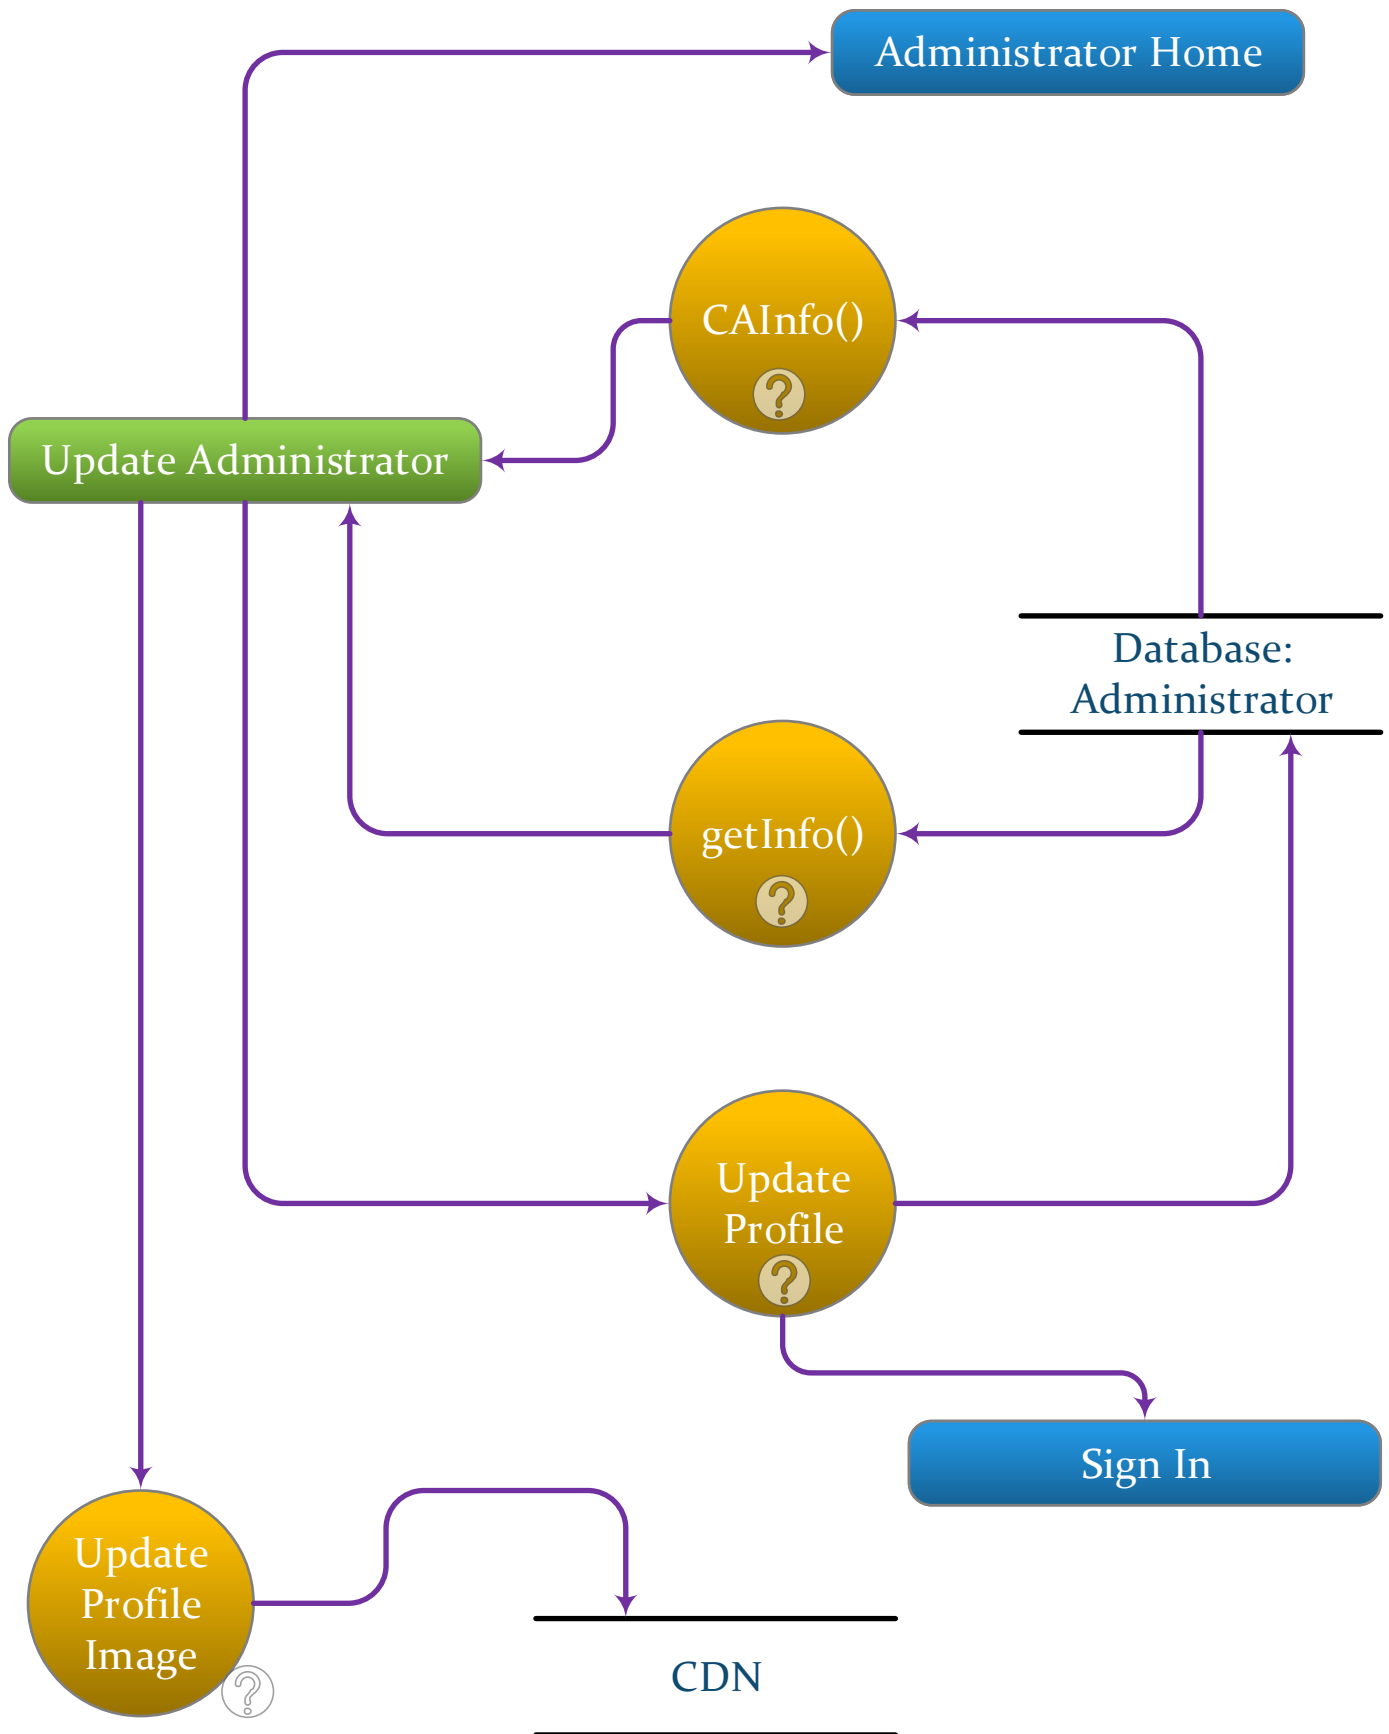 Administrator Home
CAInfo()
?
Update Administrator
Database:
Administrator
getInfo()
?
Update
Profile
?
Sign In
Update
Profile
Image
?
CDN